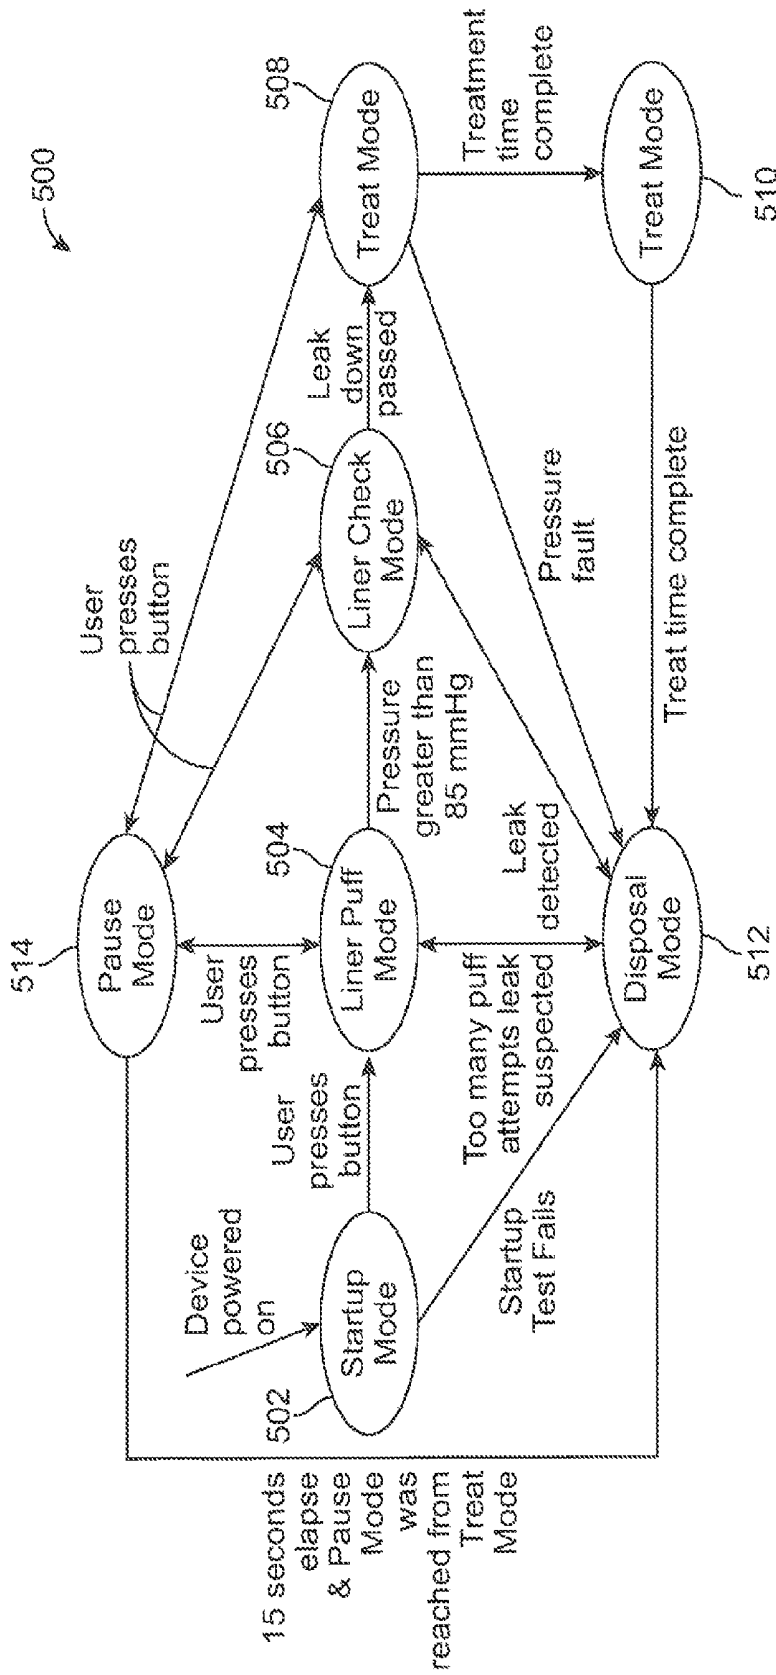 500
514
Pause
Mode
User
presses
button
508
Treat Mode
Device
powered
on
502
Startup
Mode
User
presses
button
User
presses
button
504
Liner Puff
Mode
Pressure
greater than
85 mmHg
506
Liner Check
Mode
Leak
down
passed
Treatment
time
complete
15 seconds
elapse
& Pause
Mode
was
reached from
Treat
Mode
Startup
Test Fails
Too many puff
attempts leak
suspected
Leak
detected
Pressure
fault
Disposal
Mode
512
Treat time complete
Treat Mode
510